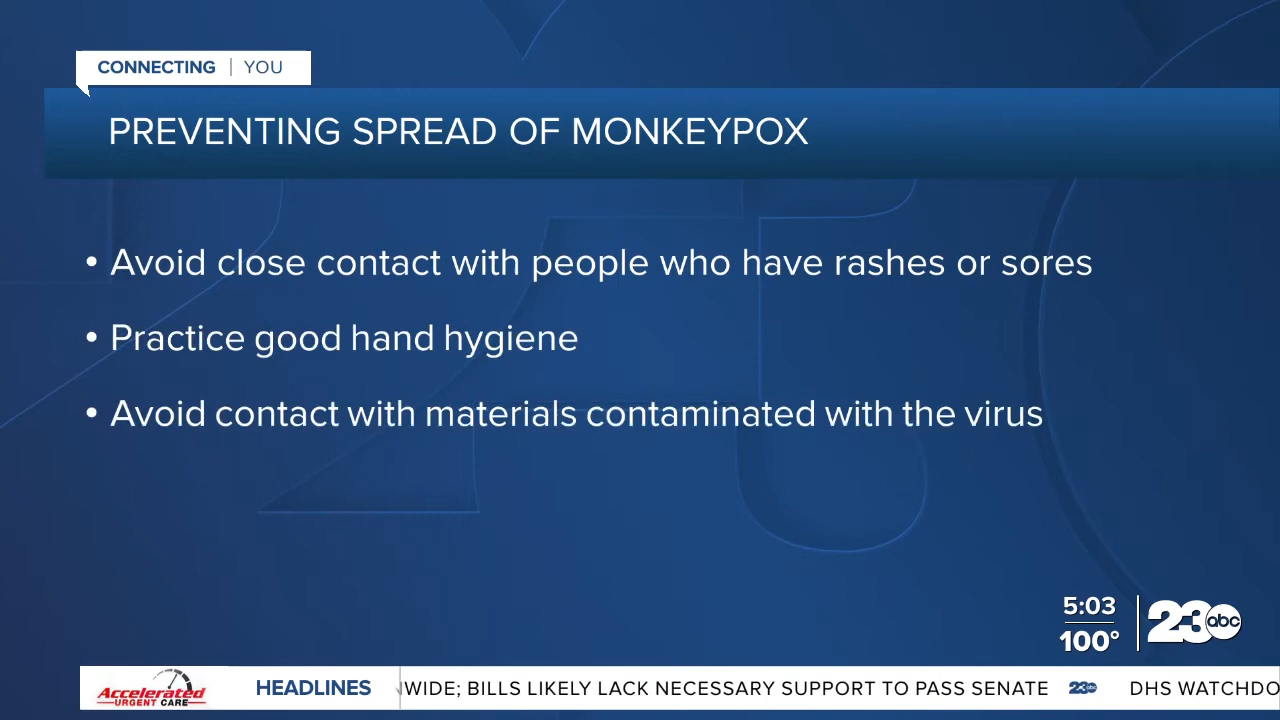 CONNECTING | YOU
PREVENTING SPREAD OF MONKEYPOX
• Avoid close contact with people who have rashes or sores
• Practice good hand hygiene
• Avoid contact with materials contaminated with the virus
5:03
100°
23 abc
Accelerated
URGENT CARE
HEADLINES
WIDE; BILLS LIKELY LACK NECESSARY SUPPORT TO PASS SENATE 23 abc DHS WATCHDO